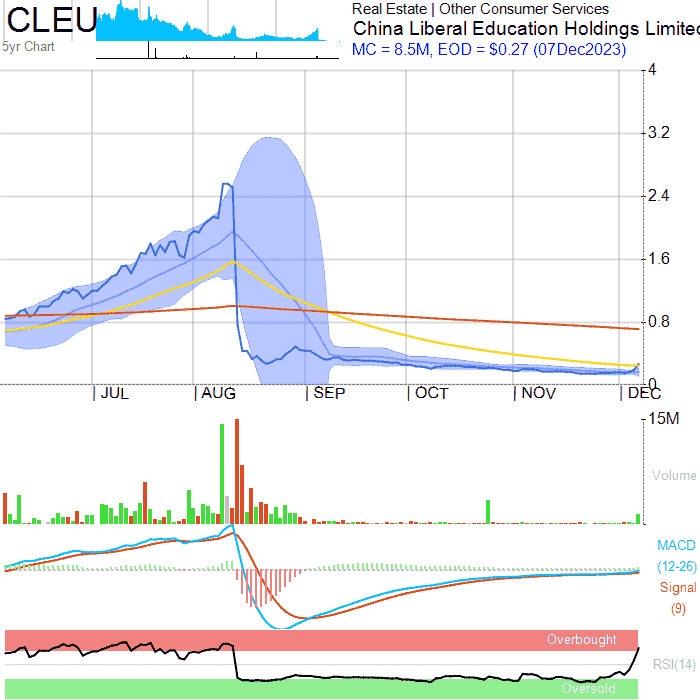 CLEU
5yr Chart
Real Estate | Other Consumer Services
China Liberal Education Holdings Limited
MC = 8.5M, EOD = $0.27 (07Dec2023)
4
3.2
2.4
1.6
0.8
0
JUL
AUG
SEP
OCT
NOV
DEC
15M
Volume
MACD
(12-26)
Signal
(9)
Overbought
RSI(14)
Oversold